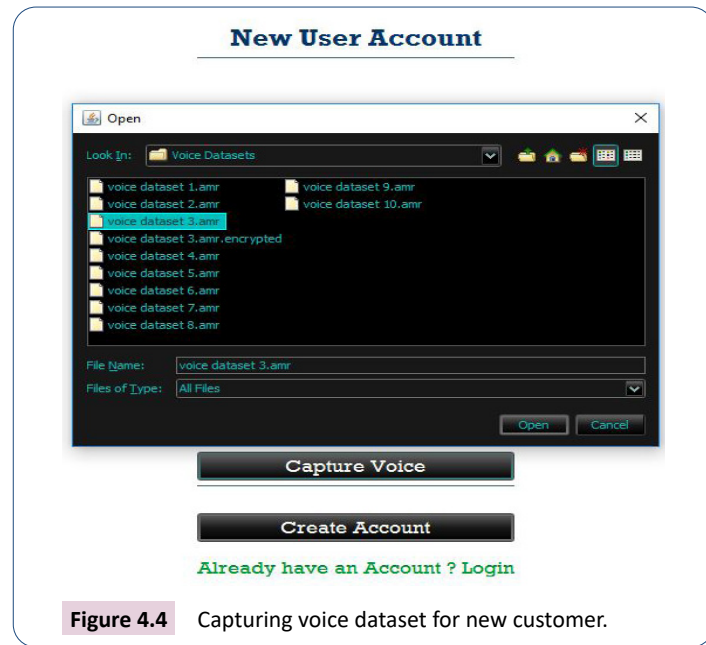 New User Account
Open
Look In: Voice Datasets
voice dataset 1.amr
voice dataset 2.amr
voice dataset 3.amr
voice dataset 3.amr.encrypted
voice dataset 4.amr
voice dataset 5.amr
voice dataset 6.amr
voice dataset 7.amr
voice dataset 8.amr
voice dataset 9.amr
voice dataset 10.amr
File Name: voice dataset 3.amr
Files of Type: All Files
Open Cancel
Capture Voice
Create Account
Already have an Account ? Login
Figure 4.4 Capturing voice dataset for new customer.